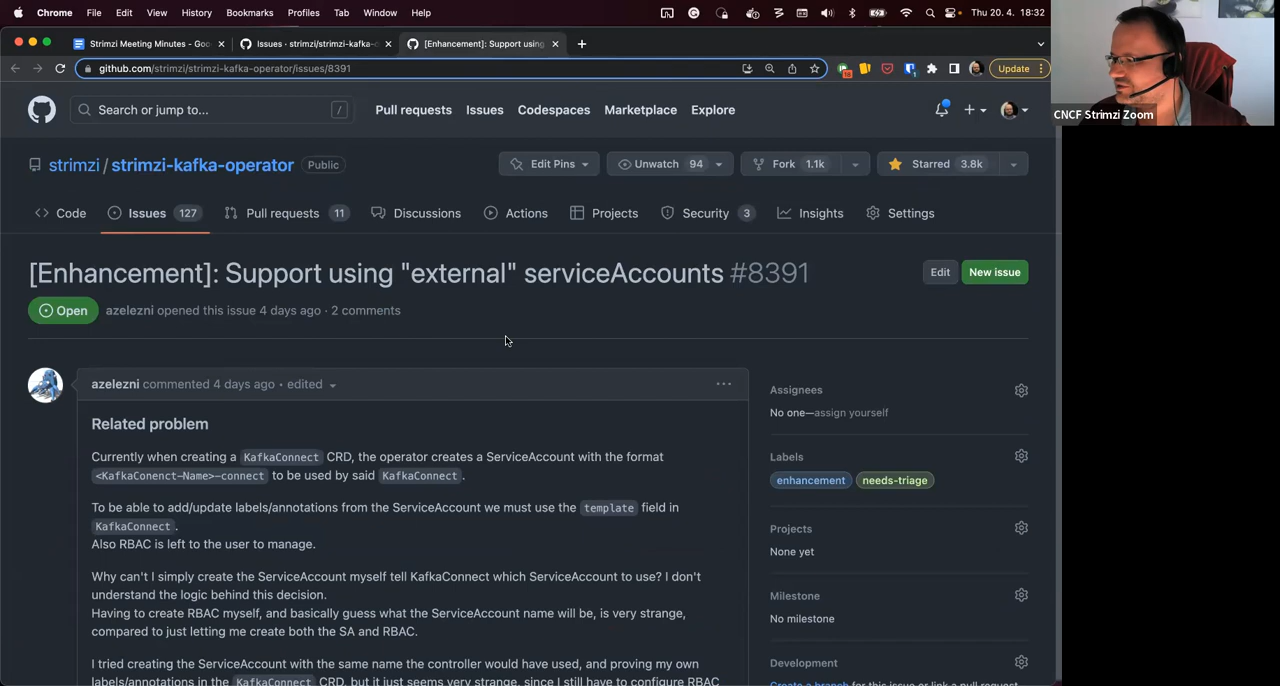 Chrome File Edit View History Bookmarks Profiles Tab Window Help Thu 20. 4. 18:32
Strimzi Meeting Minutes - Goo
Issues · strimzi/strimzi-kafka-o
[Enhancement]: Support using
github.com/strimzi/strimzi-kafka-operator/issues/8391
18
1
Update
Search or jump to...
/
Pull requests Issues Codespaces Marketplace Explore
CNCF Strimzi Zoom
strimzi / strimzi-kafka-operator Public
Edit Pins Unwatch 94 Fork 1.1k Starred 3.8k
Code Issues 127 Pull requests 11 Discussions Actions Projects Security 3 Insights Settings
[Enhancement]: Support using "external" serviceAccounts #8391
Edit New issue
Open azelezni opened this issue 4 days ago · 2 comments
azelezni commented 4 days ago • edited
Related problem
Currently when creating a KafkaConnect CRD, the operator creates a ServiceAccount with the format
<KafkaConenct-Name>-connect to be used by said KafkaConnect.
To be able to add/update labels/annotations from the ServiceAccount we must use the template field in
KafkaConnect.
Also RBAC is left to the user to manage.
Why can't I simply create the ServiceAccount myself tell KafkaConnect which ServiceAccount to use? I don't
understand the logic behind this decision.
Having to create RBAC myself, and basically guess what the ServiceAccount name will be, is very strange,
compared to just letting me create both the SA and RBAC.
I tried creating the ServiceAccount with the same name the controller would have used, and proving my own
labels/annotations in the KafkaConnect CRD, but it just seems very strange, since I still have to configure RBAC
Assignees
No one—assign yourself
Labels
enhancement needs-triage
Projects
None yet
Milestone
No milestone
Development
Create a branch for this issue or link a pull request